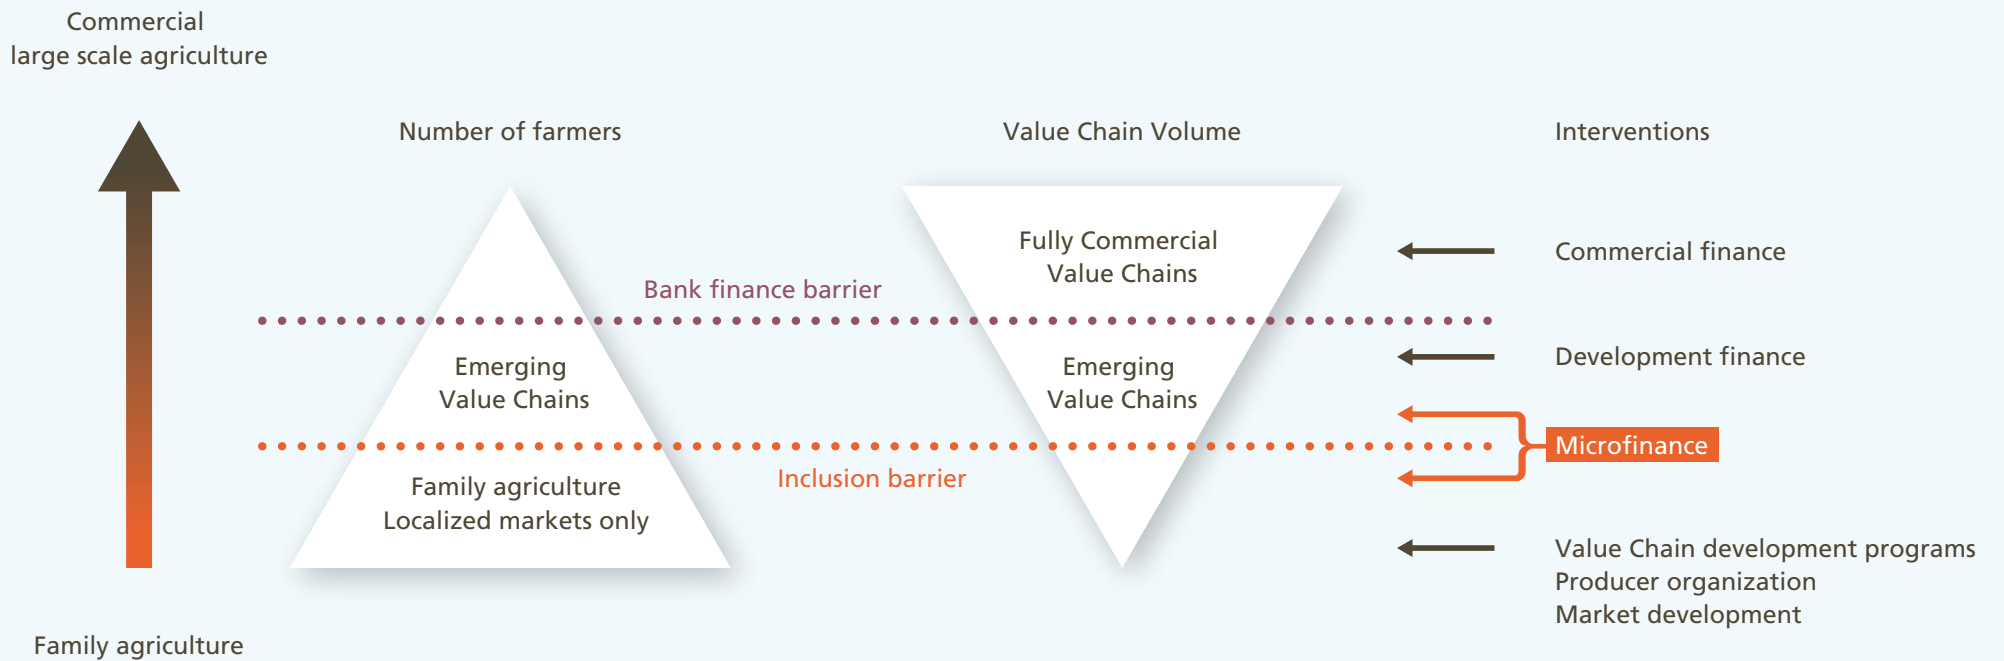 Commercial
large scale agriculture
Number of farmers
Value Chain Volume
Interventions
Fully Commercial
Value Chains
Commercial finance
Bank finance barrier
Emerging
Value Chains
Emerging
Value Chains
Development finance
Microfinance
Inclusion barrier
Family agriculture
Localized markets only
Value Chain development programs
Producer organization
Market development
Family agriculture